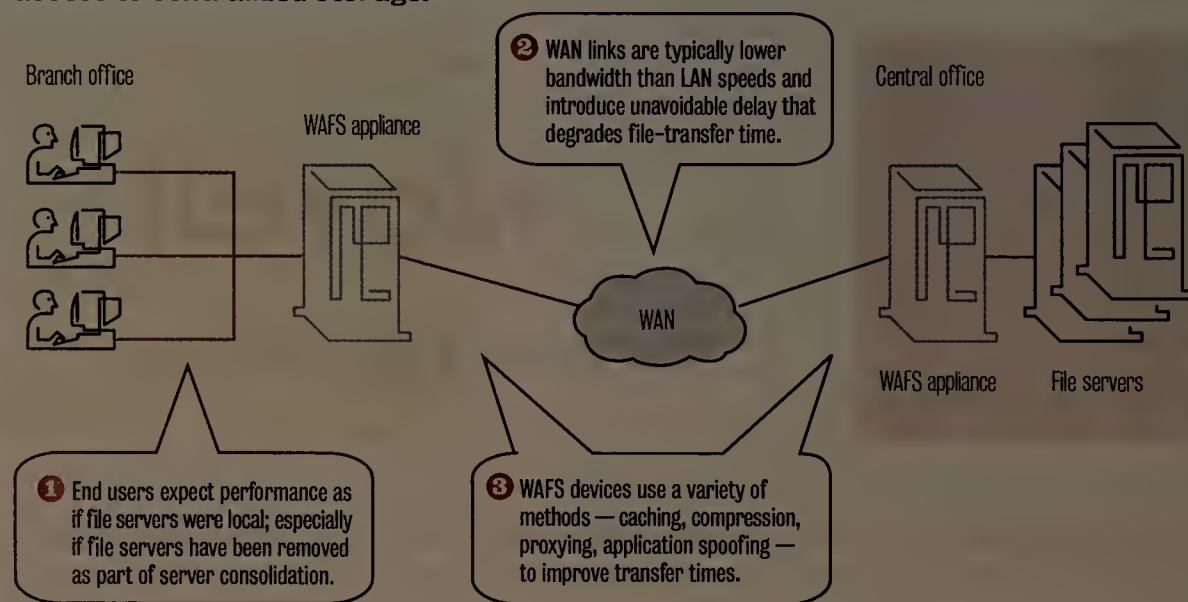 Branch office
WAFS appliance
2 WAN links are typically lower
bandwidth than LAN speeds and
introduce unavoidable delay that
degrades file-transfer time.
Central office
WAN
WAFS appliance
File servers
1 End users expect performance as
if file servers were local; especially
if file servers have been removed
as part of server consolidation.
3 WAFS devices use a variety of
methods — caching, compression,
proxying, application spoofing —
to improve transfer times.